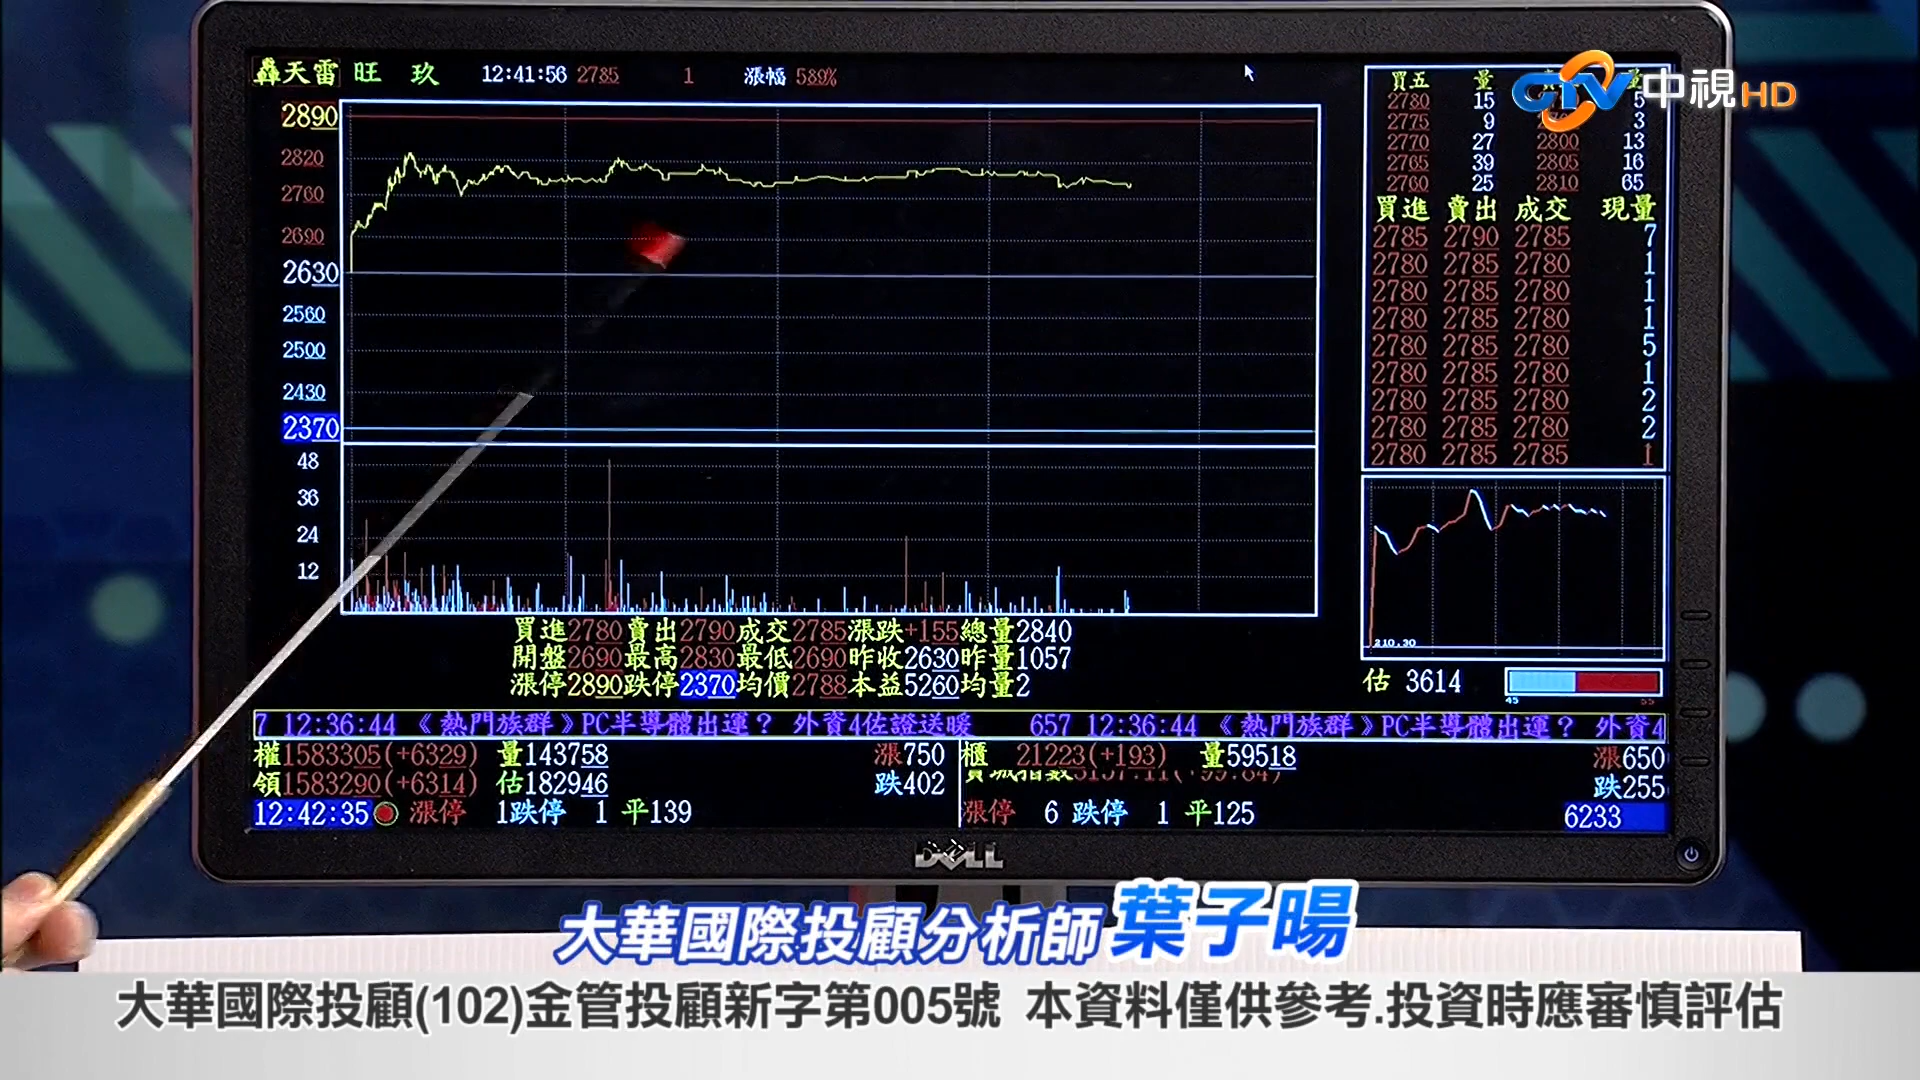 轟天雷 旺 玖 12:41:56 2785 1 漲幅 589%
CTV 中視HD
2890
2820
2760
2690
2630
2560
2500
2430
2370
48
36
24
12
買五 量
2780 15 5
2775 9 3
2770 27 2800 13
2765 39 2805 16
2760 25 2810 65
買進 賣出 成交 現量
2785 2790 2785 7
2780 2785 2780 1
2780 2785 2780 1
2780 2785 2780 1
2780 2785 2780 5
2780 2785 2780 1
2780 2785 2780 2
2780 2785 2780 2
2780 2785 2785 1
210.30
估 3614
45
買進2780賣出2790成交2785漲跌+155總量2840
開盤2690最高2830最低2690昨收2630昨量1057
漲停2890跌停2370均價2788本益5260均量2
7 12:36:44 《熱門族群》PC半導體出運? 外資4佐證送暖 657 12:36:44 《熱門族群》PC半導體出運? 外資4
權1583305(+6329) 量143758 漲750 櫃 21223(+193) 量59518 漲650
領1583290(+6314) 估182946 跌402 跌255
12:42:35 漲停 1跌停 1 平139 漲停 6 跌停 1 平125 6233
DELL
大華國際投顧分析師 葉子暘
大華國際投顧(102)金管投顧新字第005號 本資料僅供參考.投資時應審慎評估